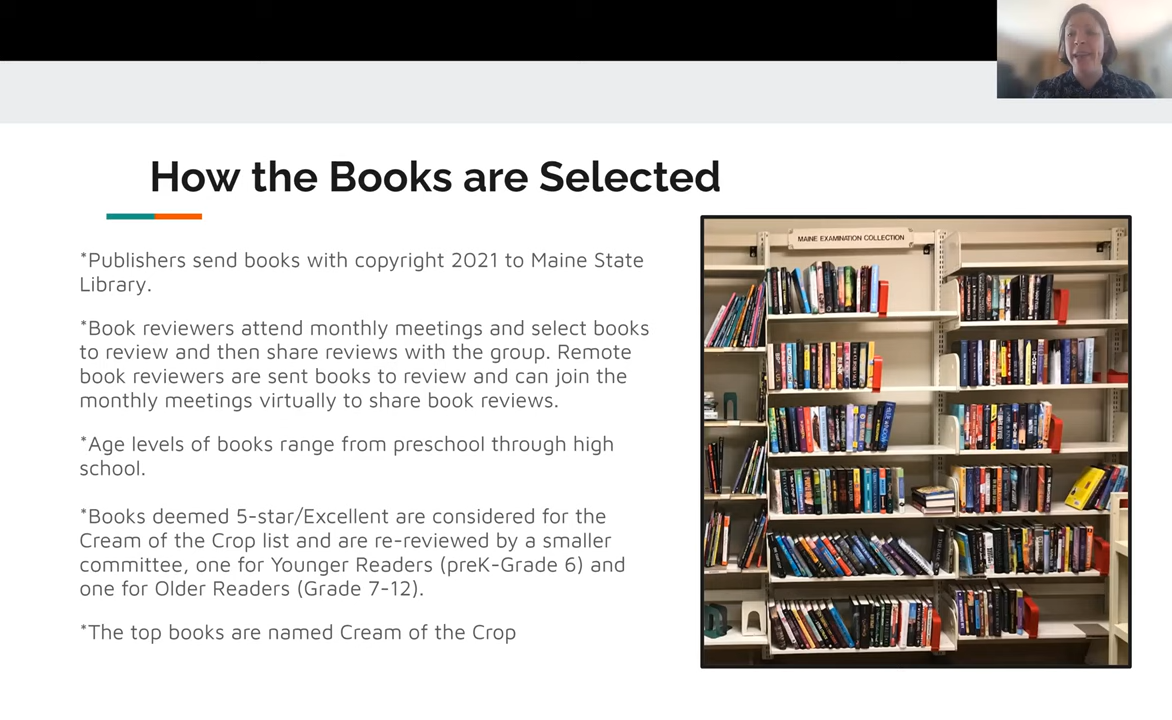 How the Books are Selected
*Publishers send books with copyright 2021 to Maine State
Library.
*Book reviewers attend monthly meetings and select books
to review and then share reviews with the group. Remote
book reviewers are sent books to review and can join the
monthly meetings virtually to share book reviews.
*Age levels of books range from preschool through high
school.
*Books deemed 5-star/Excellent are considered for the
Cream of the Crop list and are re-reviewed by a smaller
committee, one for Younger Readers (preK-Grade 6) and
one for Older Readers (Grade 7-12).
*The top books are named Cream of the Crop
MAINE EXAMINATION COLLECTION